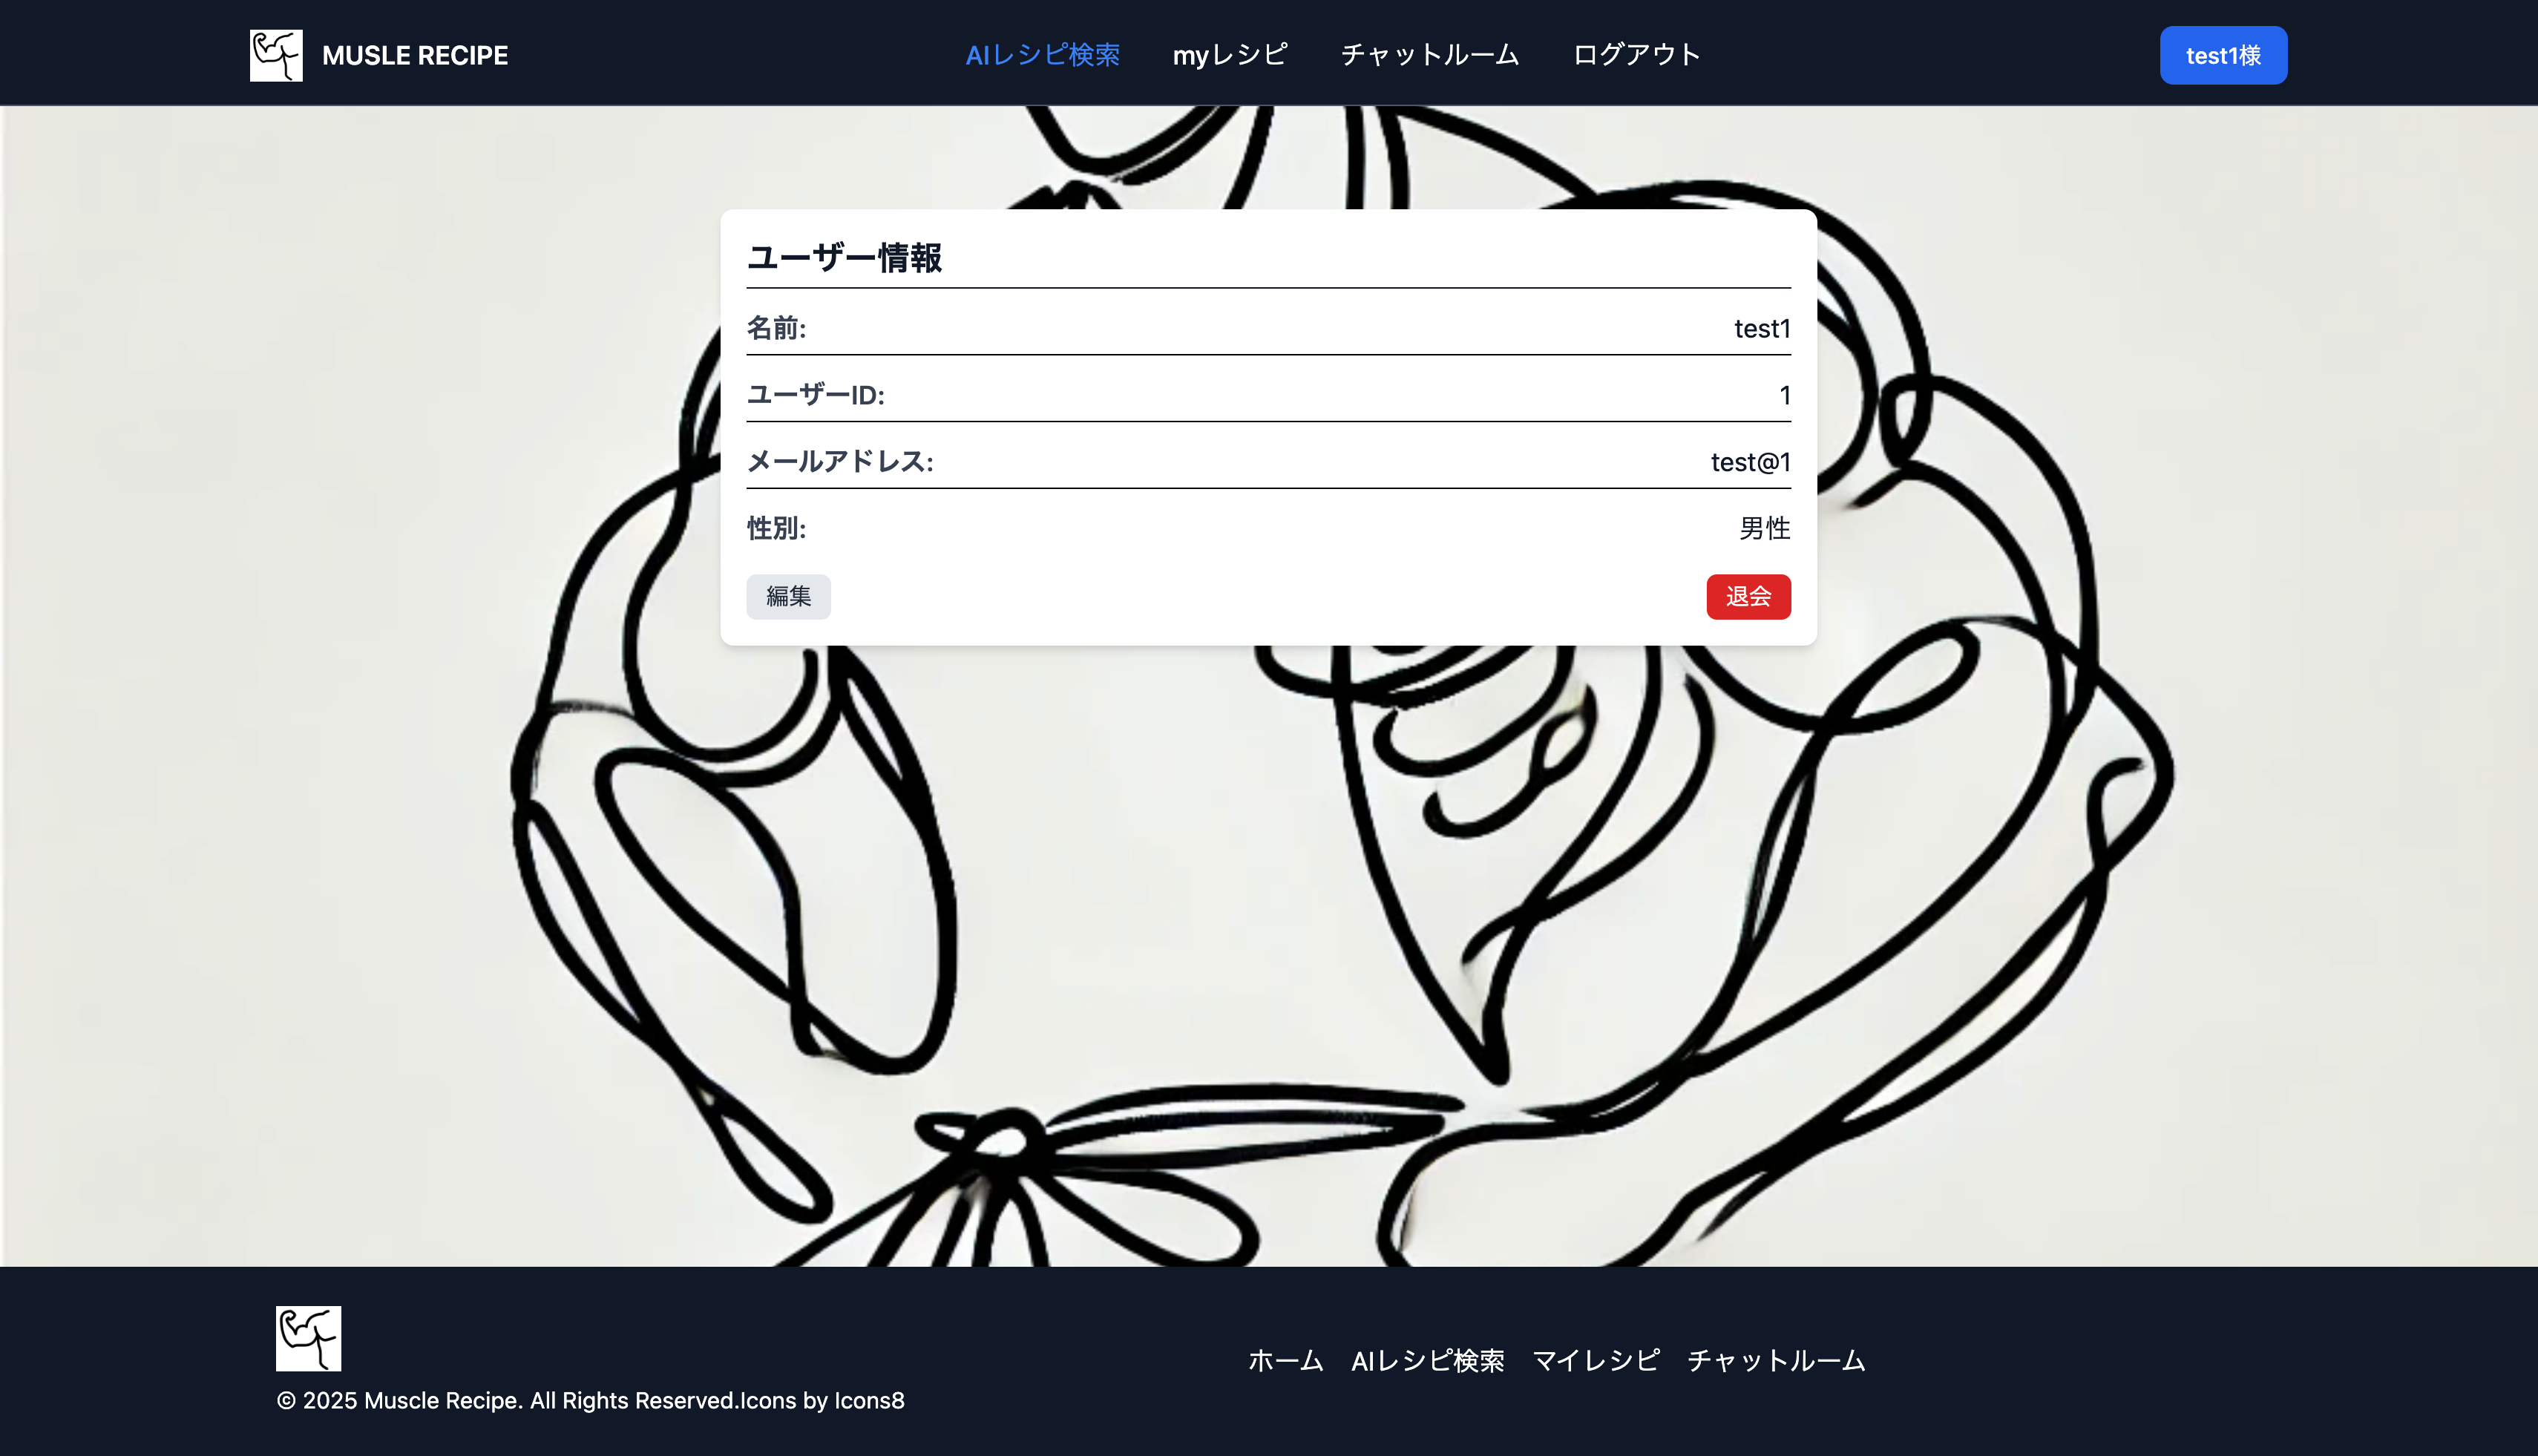 MUSLE RECIPE
AIレシピ検索 myレシピ チャットルーム ログアウト
test1様
ユーザー情報
名前: test1
ユーザーID: 1
メールアドレス: test@1
性別: 男性
編集 退会
ホーム AIレシピ検索 マイレシピ チャットルーム
© 2025 Muscle Recipe. All Rights Reserved.Icons by Icons8